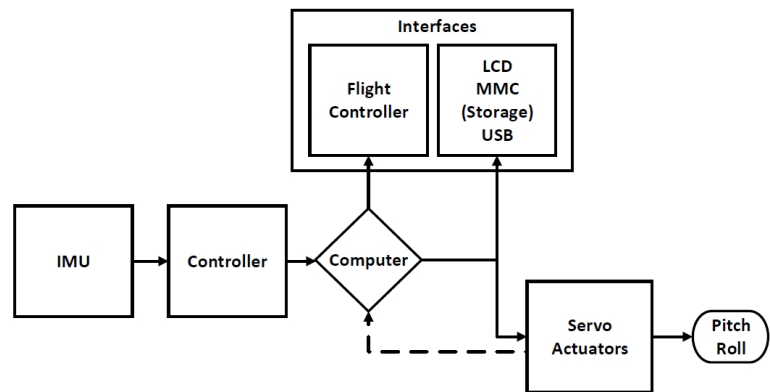 Interfaces
Flight
Controller
LCD
MMC
(Storage)
USB
IMU
Controller
Computer
Servo
Actuators
Pitch
Roll